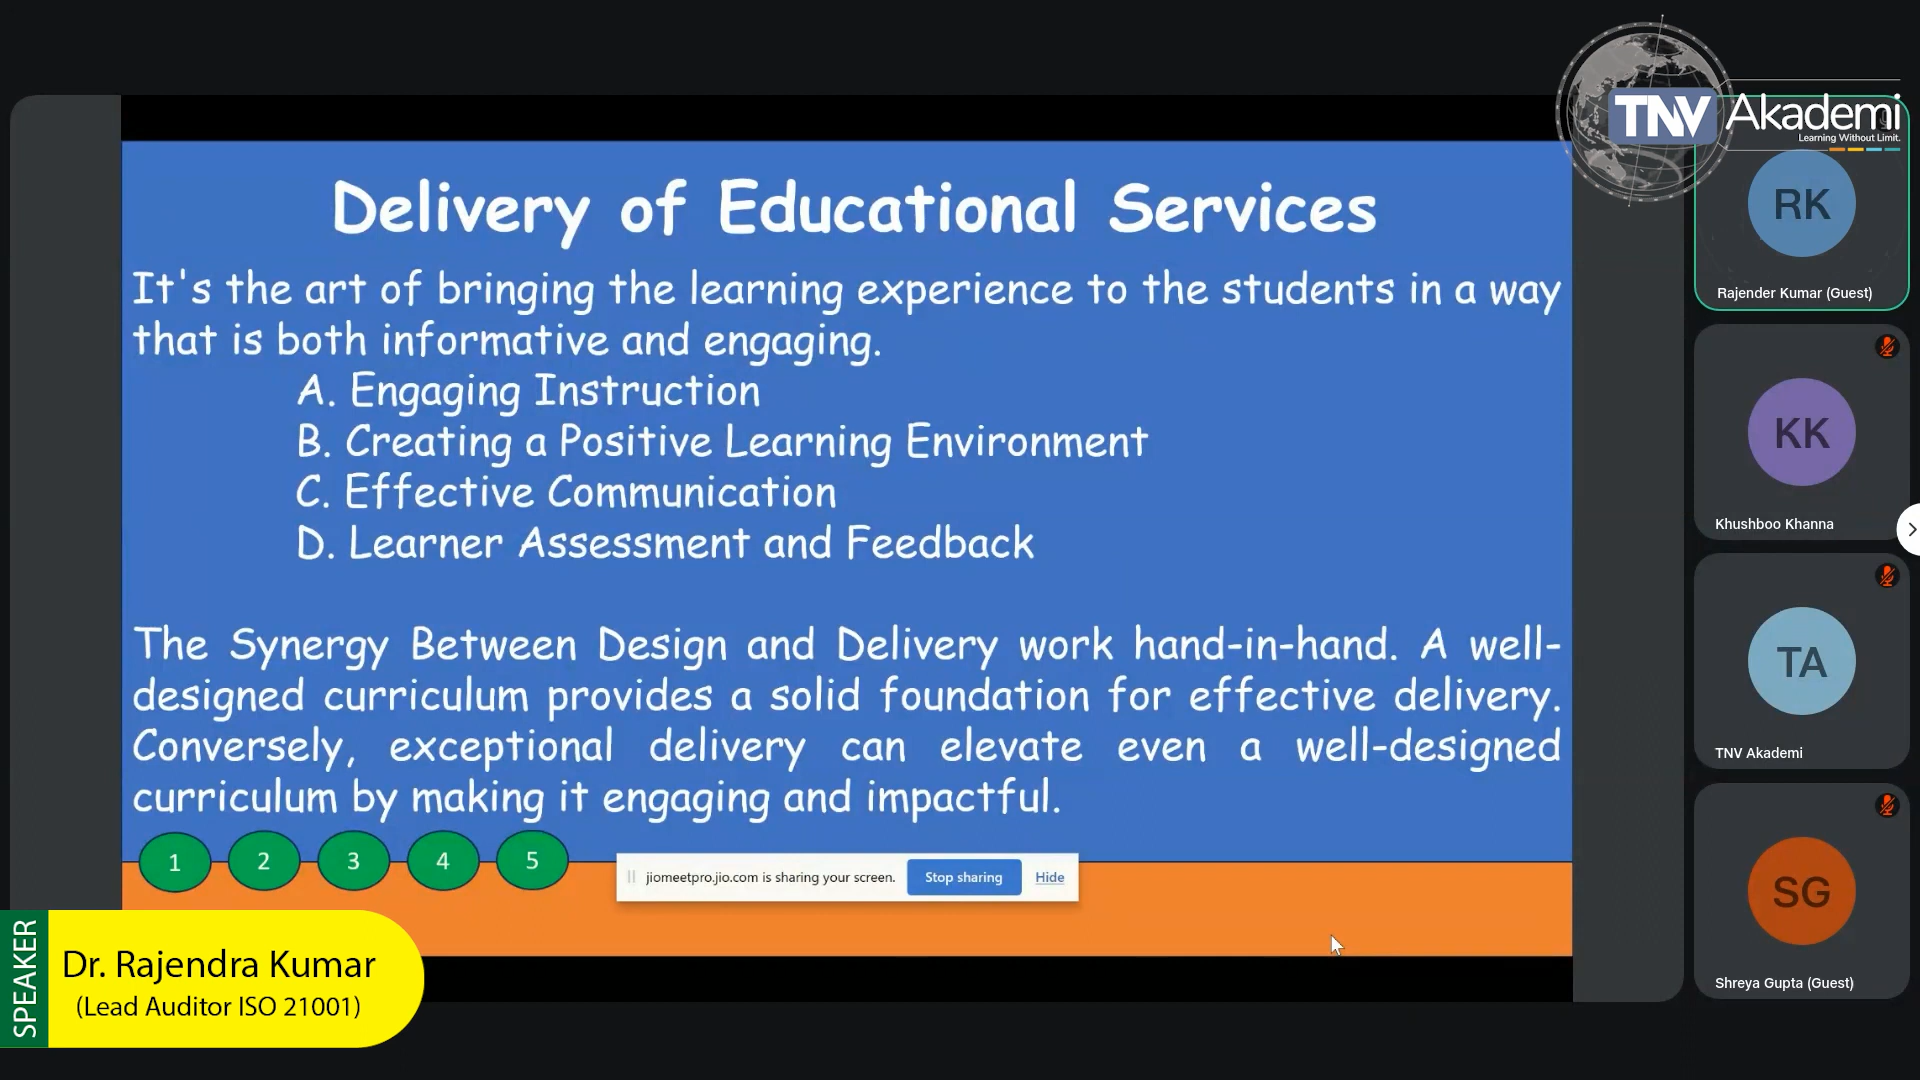 TNV Akademi
Learning Without Limit.
Delivery of Educational Services
It's the art of bringing the learning experience to the students in a way
that is both informative and engaging.
A. Engaging Instruction
B. Creating a Positive Learning Environment
C. Effective Communication
D. Learner Assessment and Feedback
The Synergy Between Design and Delivery work hand-in-hand. A well-
designed curriculum provides a solid foundation for effective delivery.
Conversely, exceptional delivery can elevate even a well-designed
curriculum by making it engaging and impactful.
1 2 3 4 5
jiomeetpro.jio.com is sharing your screen. Stop sharing Hide
SPEAKER
Dr. Rajendra Kumar
(Lead Auditor ISO 21001)
RK
Rajender Kumar (Guest)
KK
Khushboo Khanna
TA
TNV Akademi
SG
Shreya Gupta (Guest)